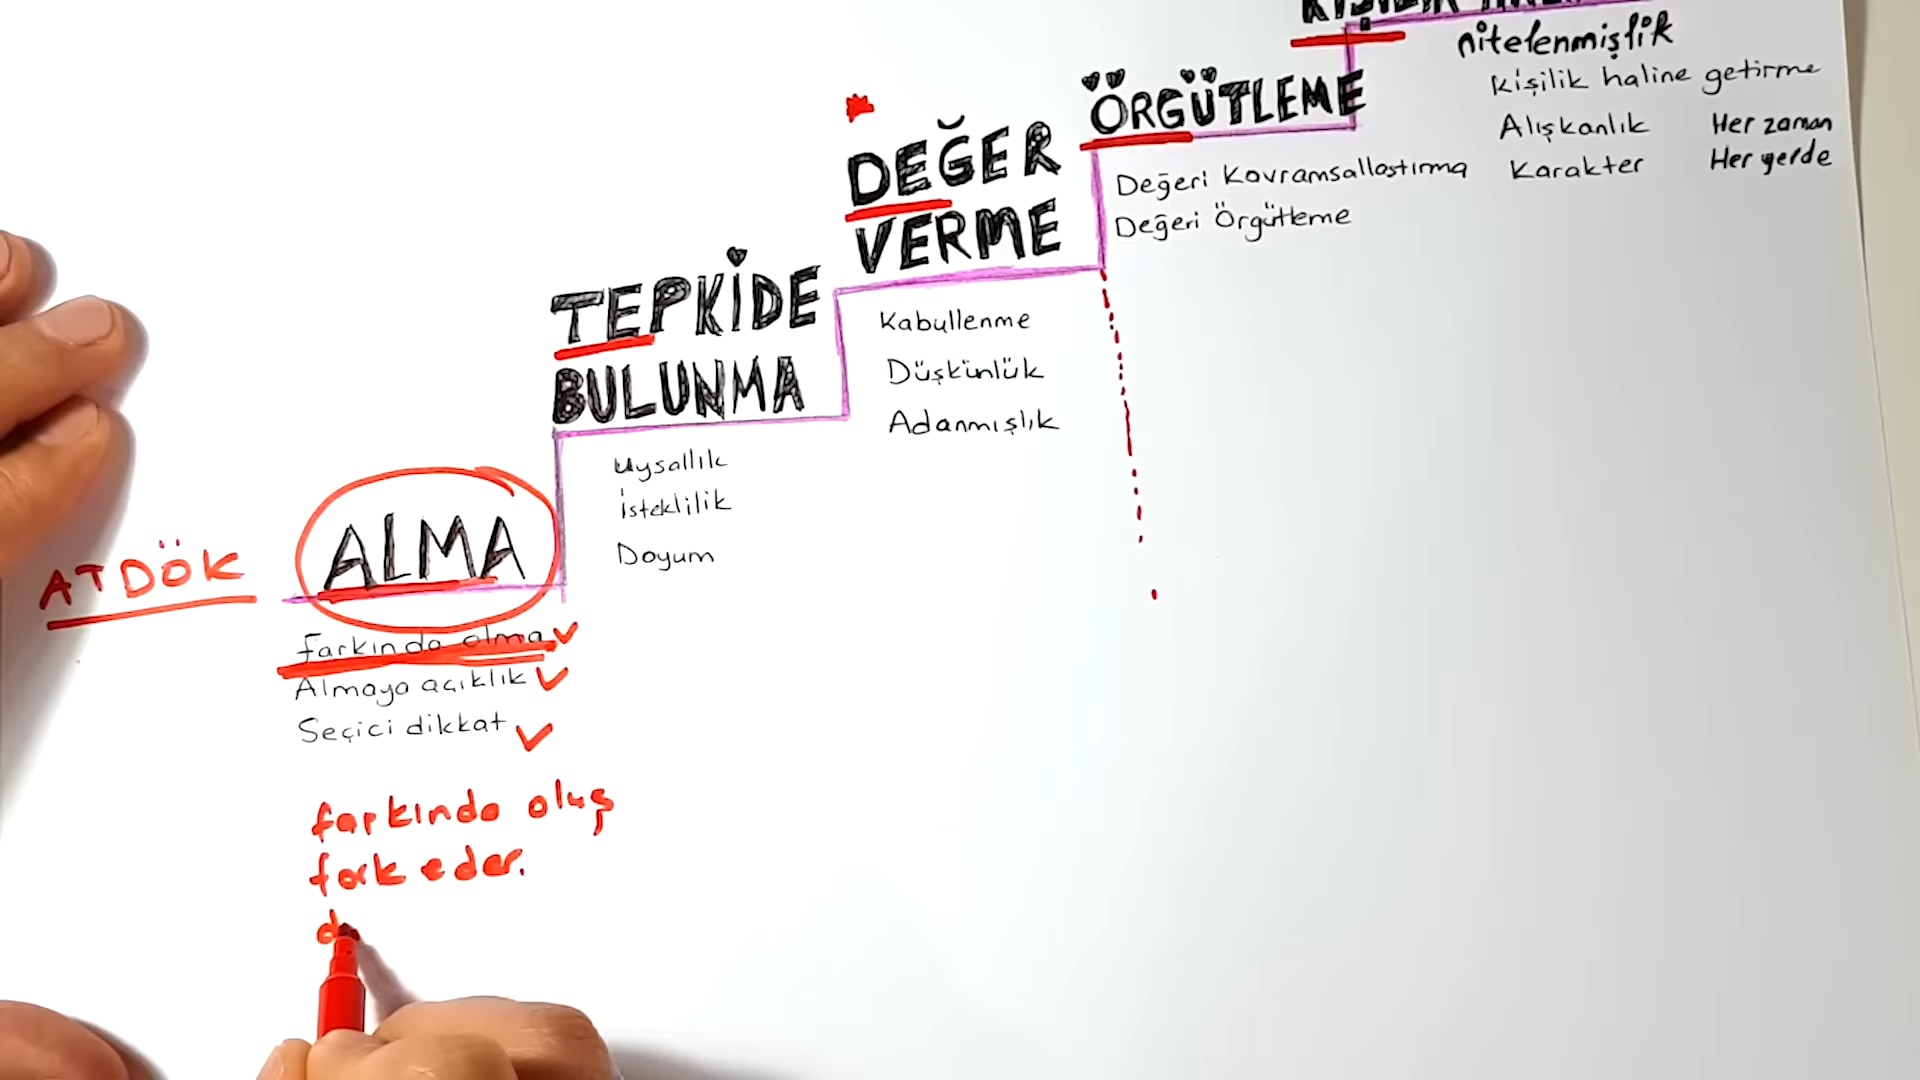 nitelenmişlik
Kişilik haline getirme
Alışkanlık Her zaman
Karakter Her yerde
ÖRGÜTLEME
Değeri Kavramsallaştırma
Değeri Örgütleme
DEĞER
VERME
Kabullenme
Düşkünlük
Adanmışlık
TEPKİDE
BULUNMA
Uysallık
İsteklilik
Doyum
ATDÖK
ALMA
Farkında olma
Almaya açıklık
Seçici dikkat
farkında oluş
fark eder.
d